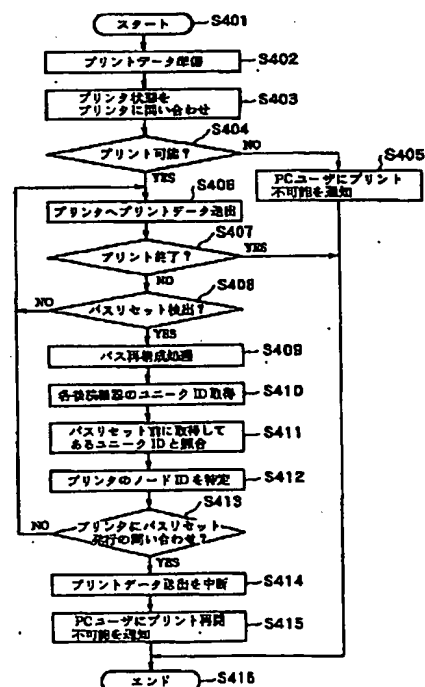 スタート S401
プリントデータ準備 S402
プリンタ状態を
プリンタに問い合わせ S403
S404
プリント可能? NO
YES
S405
PCユーザにプリント
不可能を通知
S406
プリンタへプリントデータ送出
S407
プリント終了? YES
NO
S408
NO バスリセット検出?
YES
バス再構成処理 S409
各接続機器のユニークID取得 S410
バスリセット前に取得して
あるユニークIDと照合 S411
プリンタのノードIDを特定 S412
S413
NO プリンタにバスリセット
発行の問い合わせ?
YES
プリントデータ送出を中断 S414
PCユーザにプリント再開
不可能を通知 S415
エンド S416